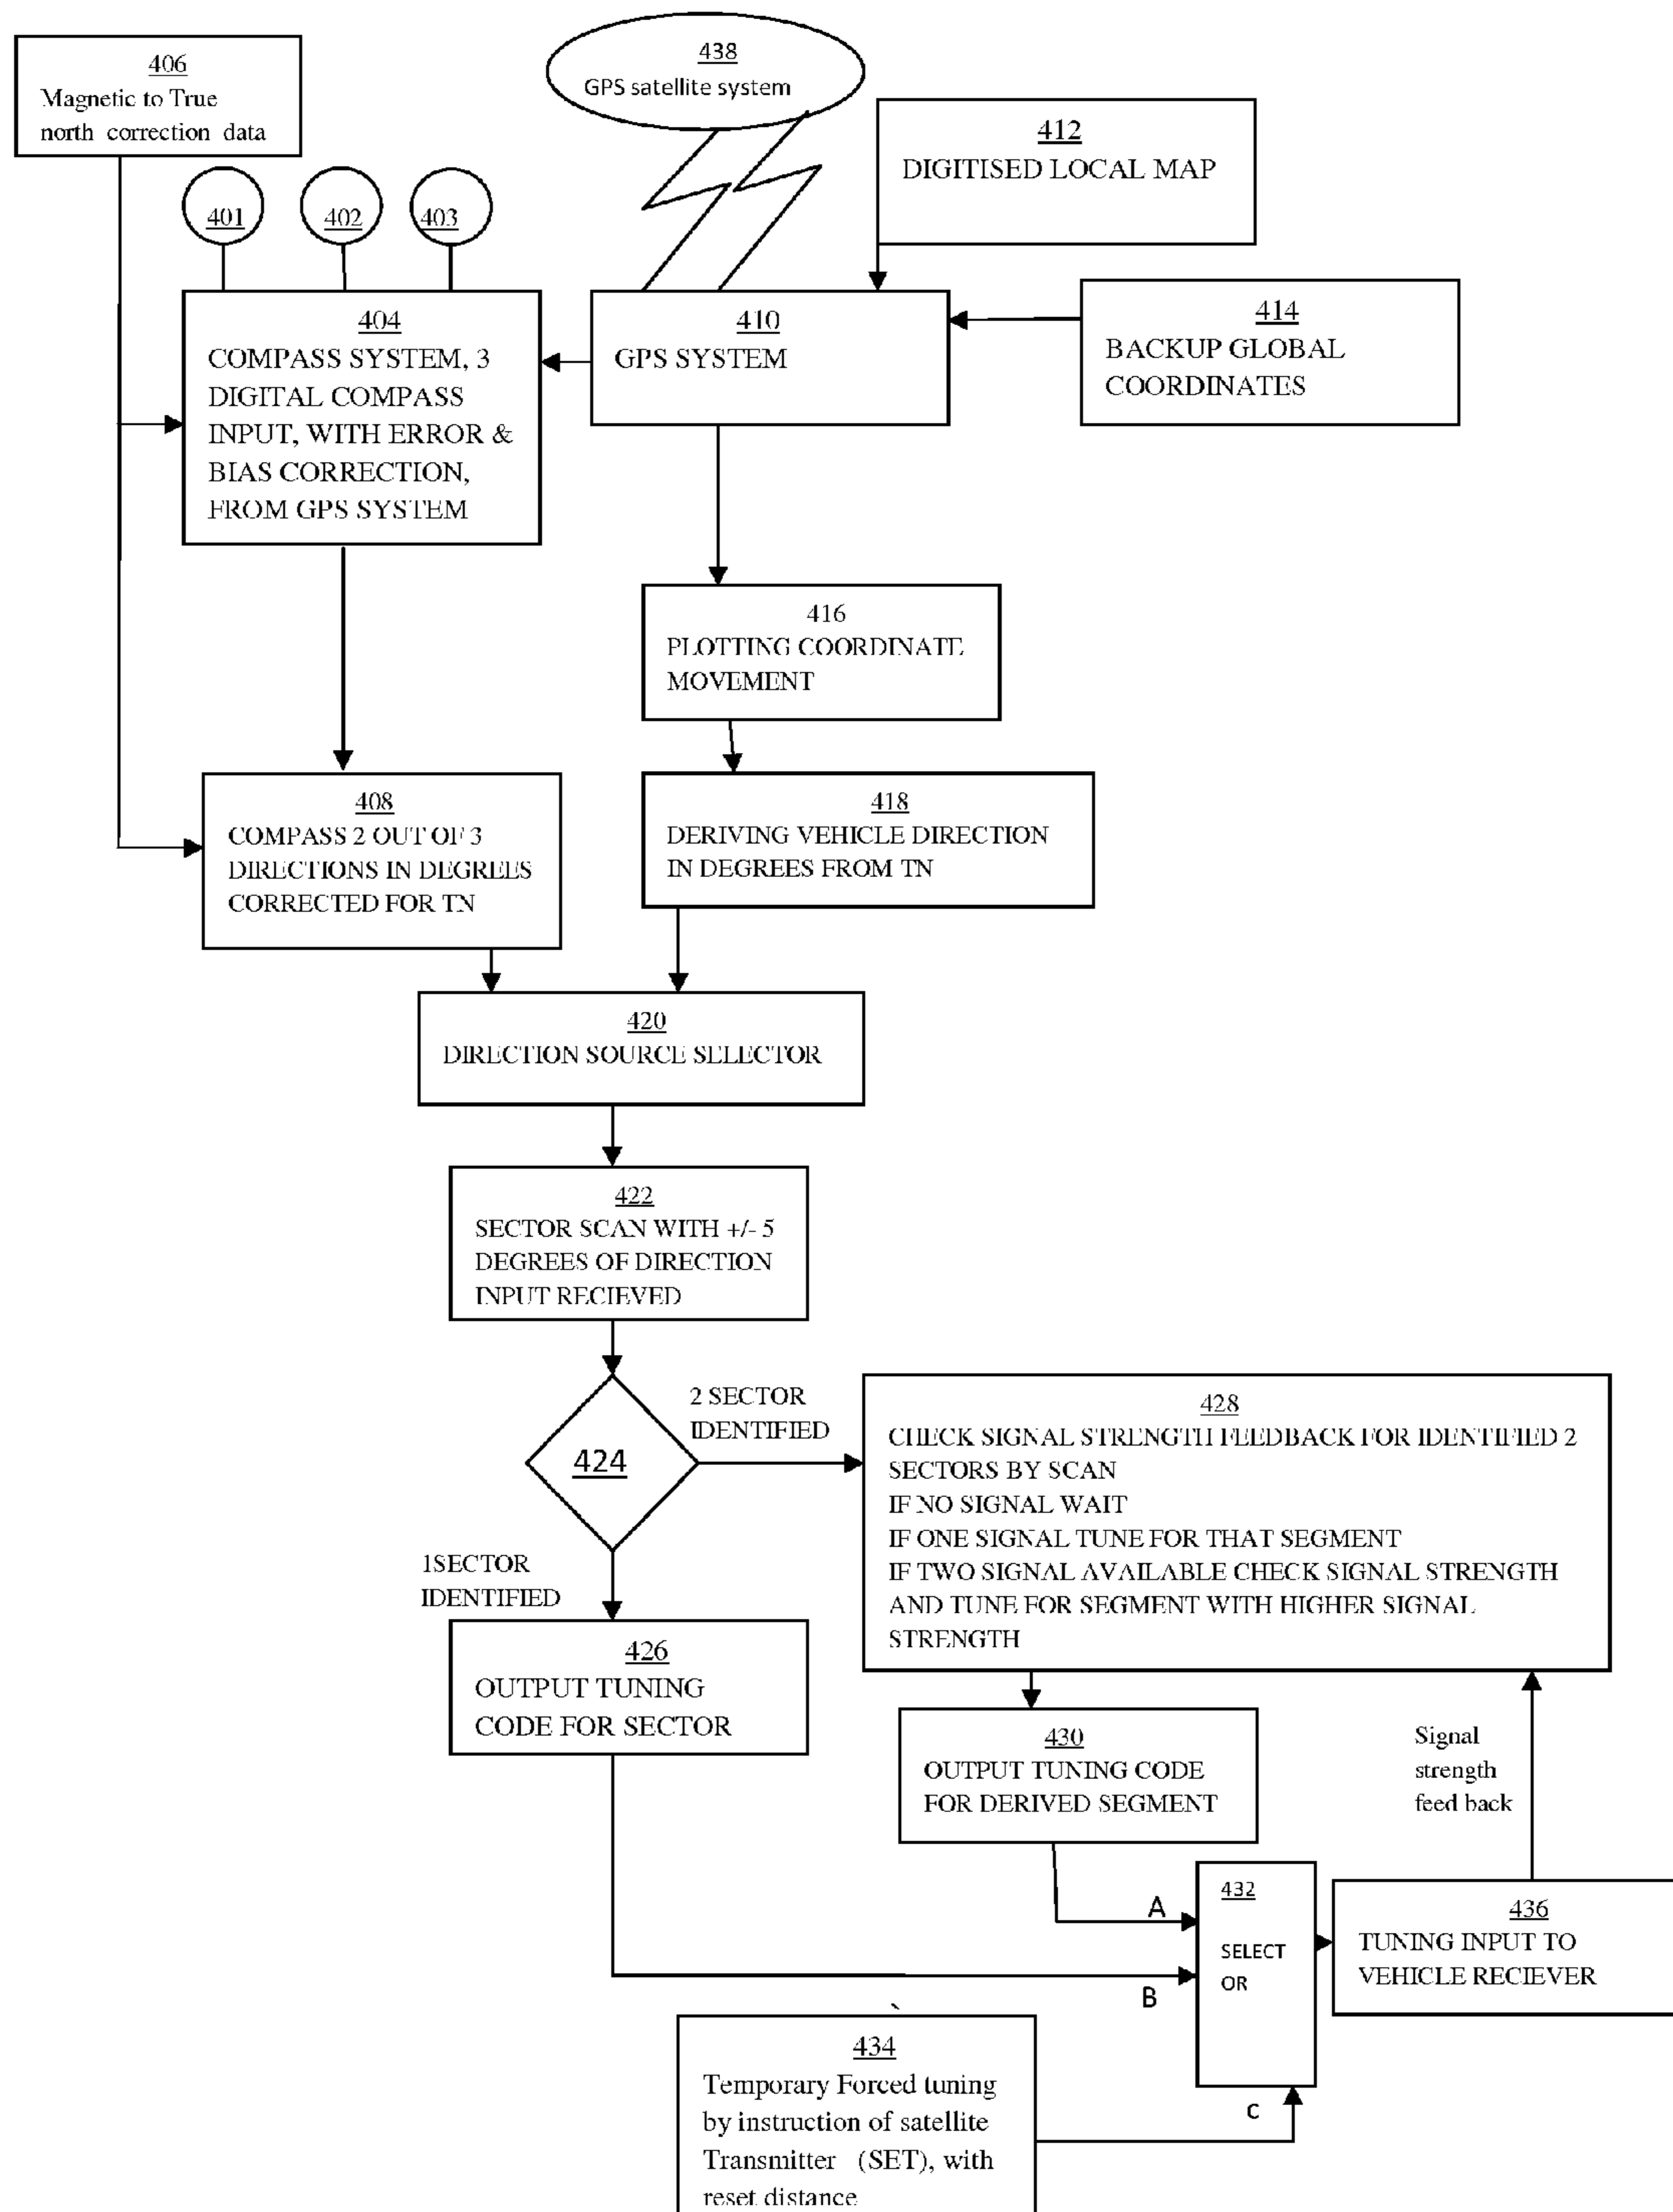 406
Magnetic to True
north correction data
438
GPS satellite system
412
DIGITISED LOCAL MAP
401
402
403
404
COMPASS SYSTEM, 3
DIGITAL COMPASS
INPUT, WITH ERROR &
BIAS CORRECTION,
FROM GPS SYSTEM
410
GPS SYSTEM
414
BACKUP GLOBAL
COORDINATES
416
PLOTTING COORDINATE
MOVEMENT
408
COMPASS 2 OUT OF 3
DIRECTIONS IN DEGREES
CORRECTED FOR TN
418
DERIVING VEHICLE DIRECTION
IN DEGREES FROM TN
420
DIRECTION SOURCE SELECTOR
422
SECTOR SCAN WITH +/- 5
DEGREES OF DIRECTION
INPUT RECIEVED
424
2 SECTOR
IDENTIFIED
428
CHECK SIGNAL STRENGTH FEEDBACK FOR IDENTIFIED 2
SECTORS BY SCAN
IF NO SIGNAL WAIT
IF ONE SIGNAL TUNE FOR THAT SEGMENT
IF TWO SIGNAL AVAILABLE CHECK SIGNAL STRENGTH
AND TUNE FOR SEGMENT WITH HIGHER SIGNAL
STRENGTH
1SECTOR
IDENTIFIED
426
OUTPUT TUNING
CODE FOR SECTOR
430
OUTPUT TUNING CODE
FOR DERIVED SEGMENT
Signal
strength
feed back
A
B
C
432
SELECT
OR
436
TUNING INPUT TO
VEHICLE RECIEVER
434
Temporary Forced tuning
by instruction of satellite
Transmitter (SET), with
reset distance